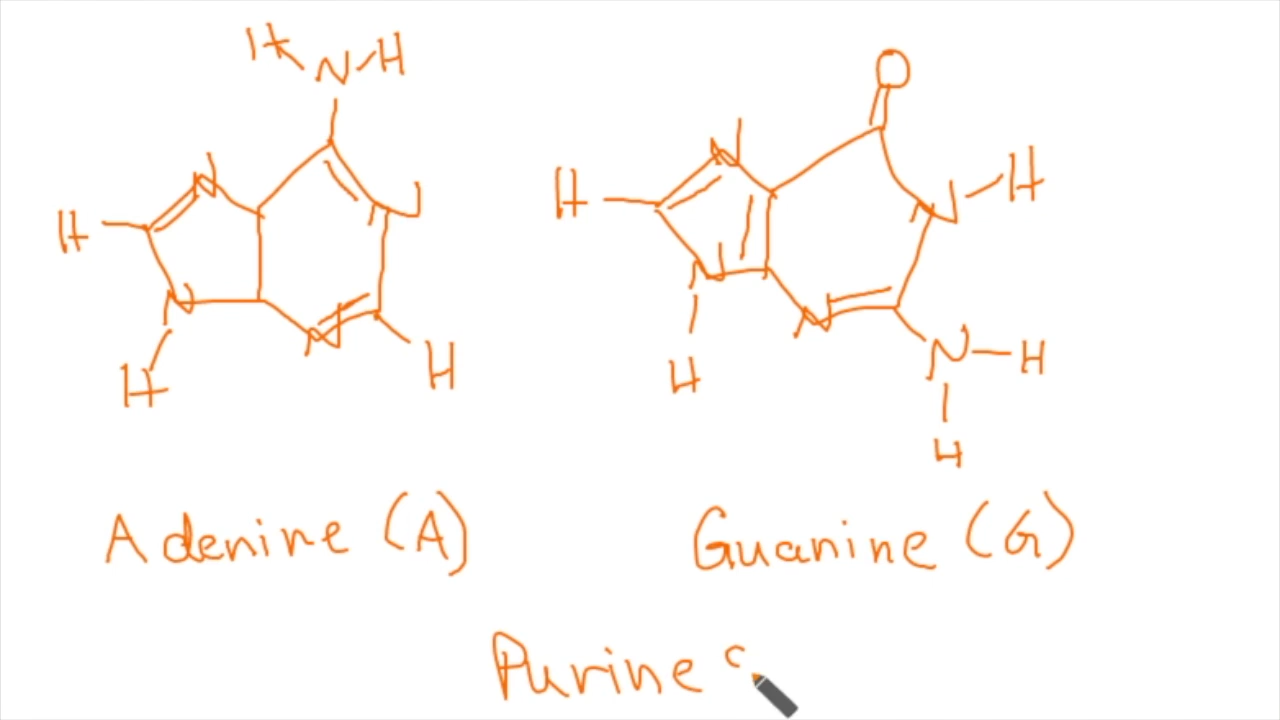 H N H O
H N N H N N H
N N N N H
H H H N H
H
Adenine (A) Guanine (G)
Purine s